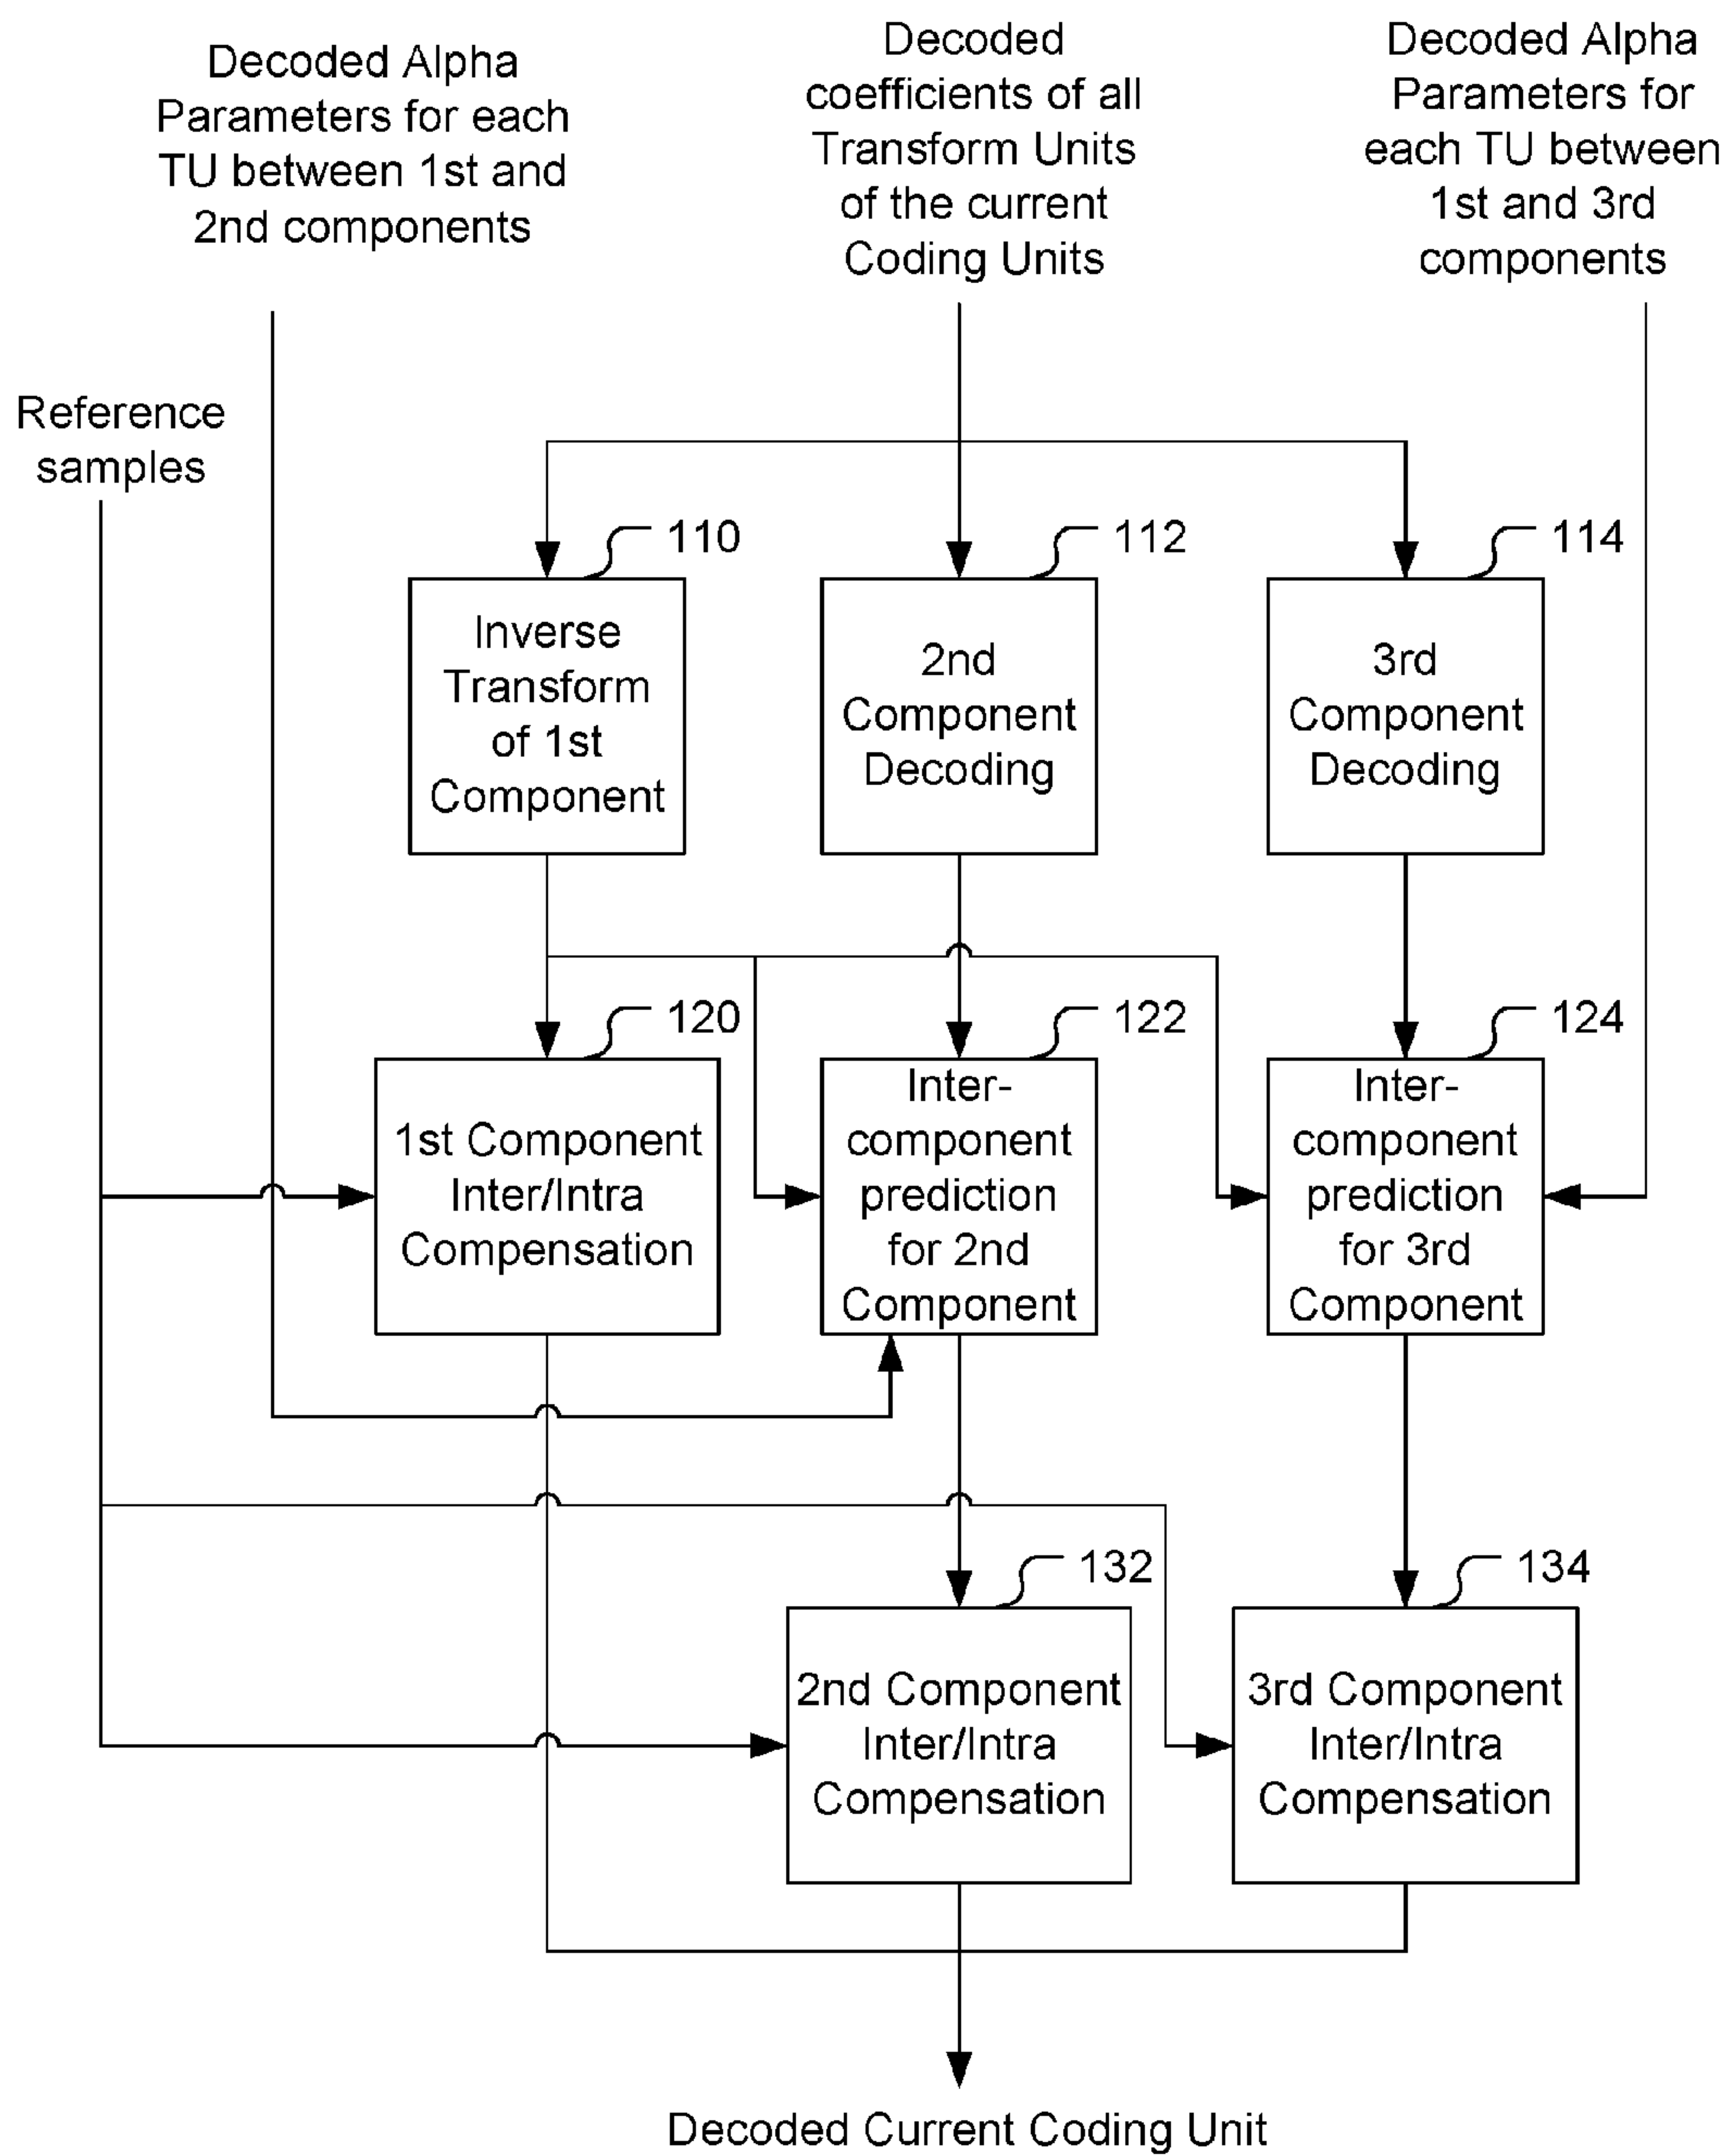 Decoded Alpha
Parameters for each
TU between 1st and
2nd components
Decoded
coefficients of all
Transform Units
of the current
Coding Units
Decoded Alpha
Parameters for
each TU between
1st and 3rd
components
Reference
samples
110
112
114
Inverse
Transform
of 1st
Component
2nd
Component
Decoding
3rd
Component
Decoding
120
122
124
1st Component
Inter/Intra
Compensation
Inter-
component
prediction
for 2nd
Component
Inter-
component
prediction
for 3rd
Component
132
134
2nd Component
Inter/Intra
Compensation
3rd Component
Inter/Intra
Compensation
Decoded Current Coding Unit